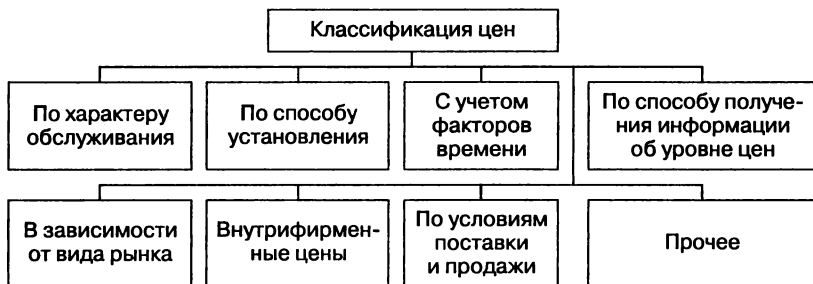 Классификация цен
По характеру
обслуживания
По способу
установления
С учетом
факторов
времени
По способу получе-
ния информации
об уровне цен
В зависимости
от вида рынка
Внутрифирмен-
ные цены
По условиям
поставки
и продажи
Прочее